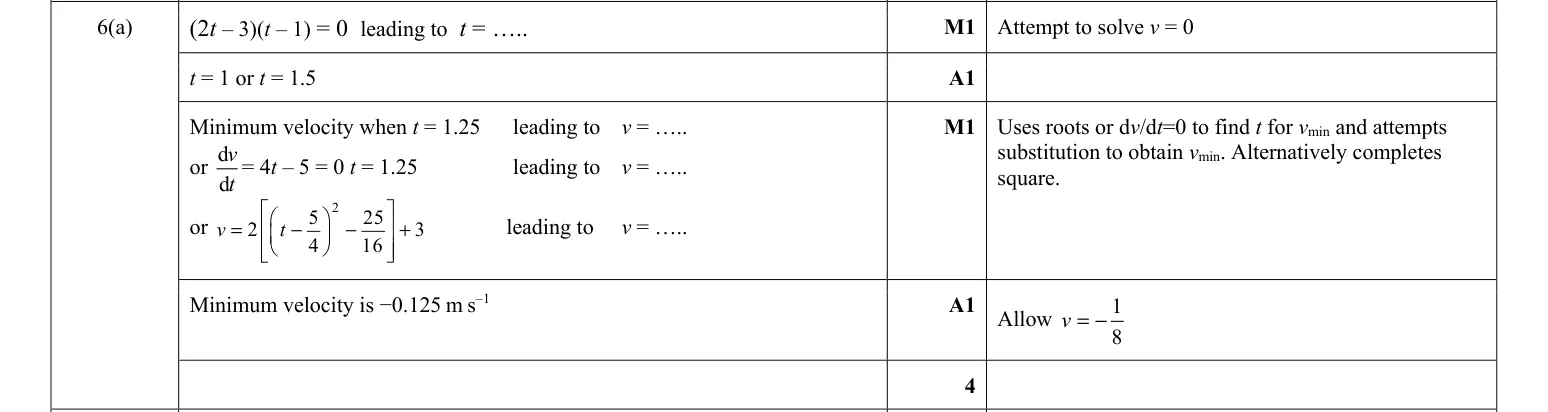 6(a) (2t – 3)(t – 1) = 0 leading to t = ….. M1 Attempt to solve v = 0
t = 1 or t = 1.5 A1
Minimum velocity when t = 1.25 leading to v = ….. M1 Uses roots or dv/dt=0 to find t for vmin and attempts
or dv/dt = 4t – 5 = 0 t = 1.25 leading to v = ….. substitution to obtain vmin. Alternatively completes
square.
or v = 2[(t − 5/4)² − 25/16] + 3 leading to v = …..
Minimum velocity is −0.125 m s⁻¹ A1 Allow v = − 1/8
4